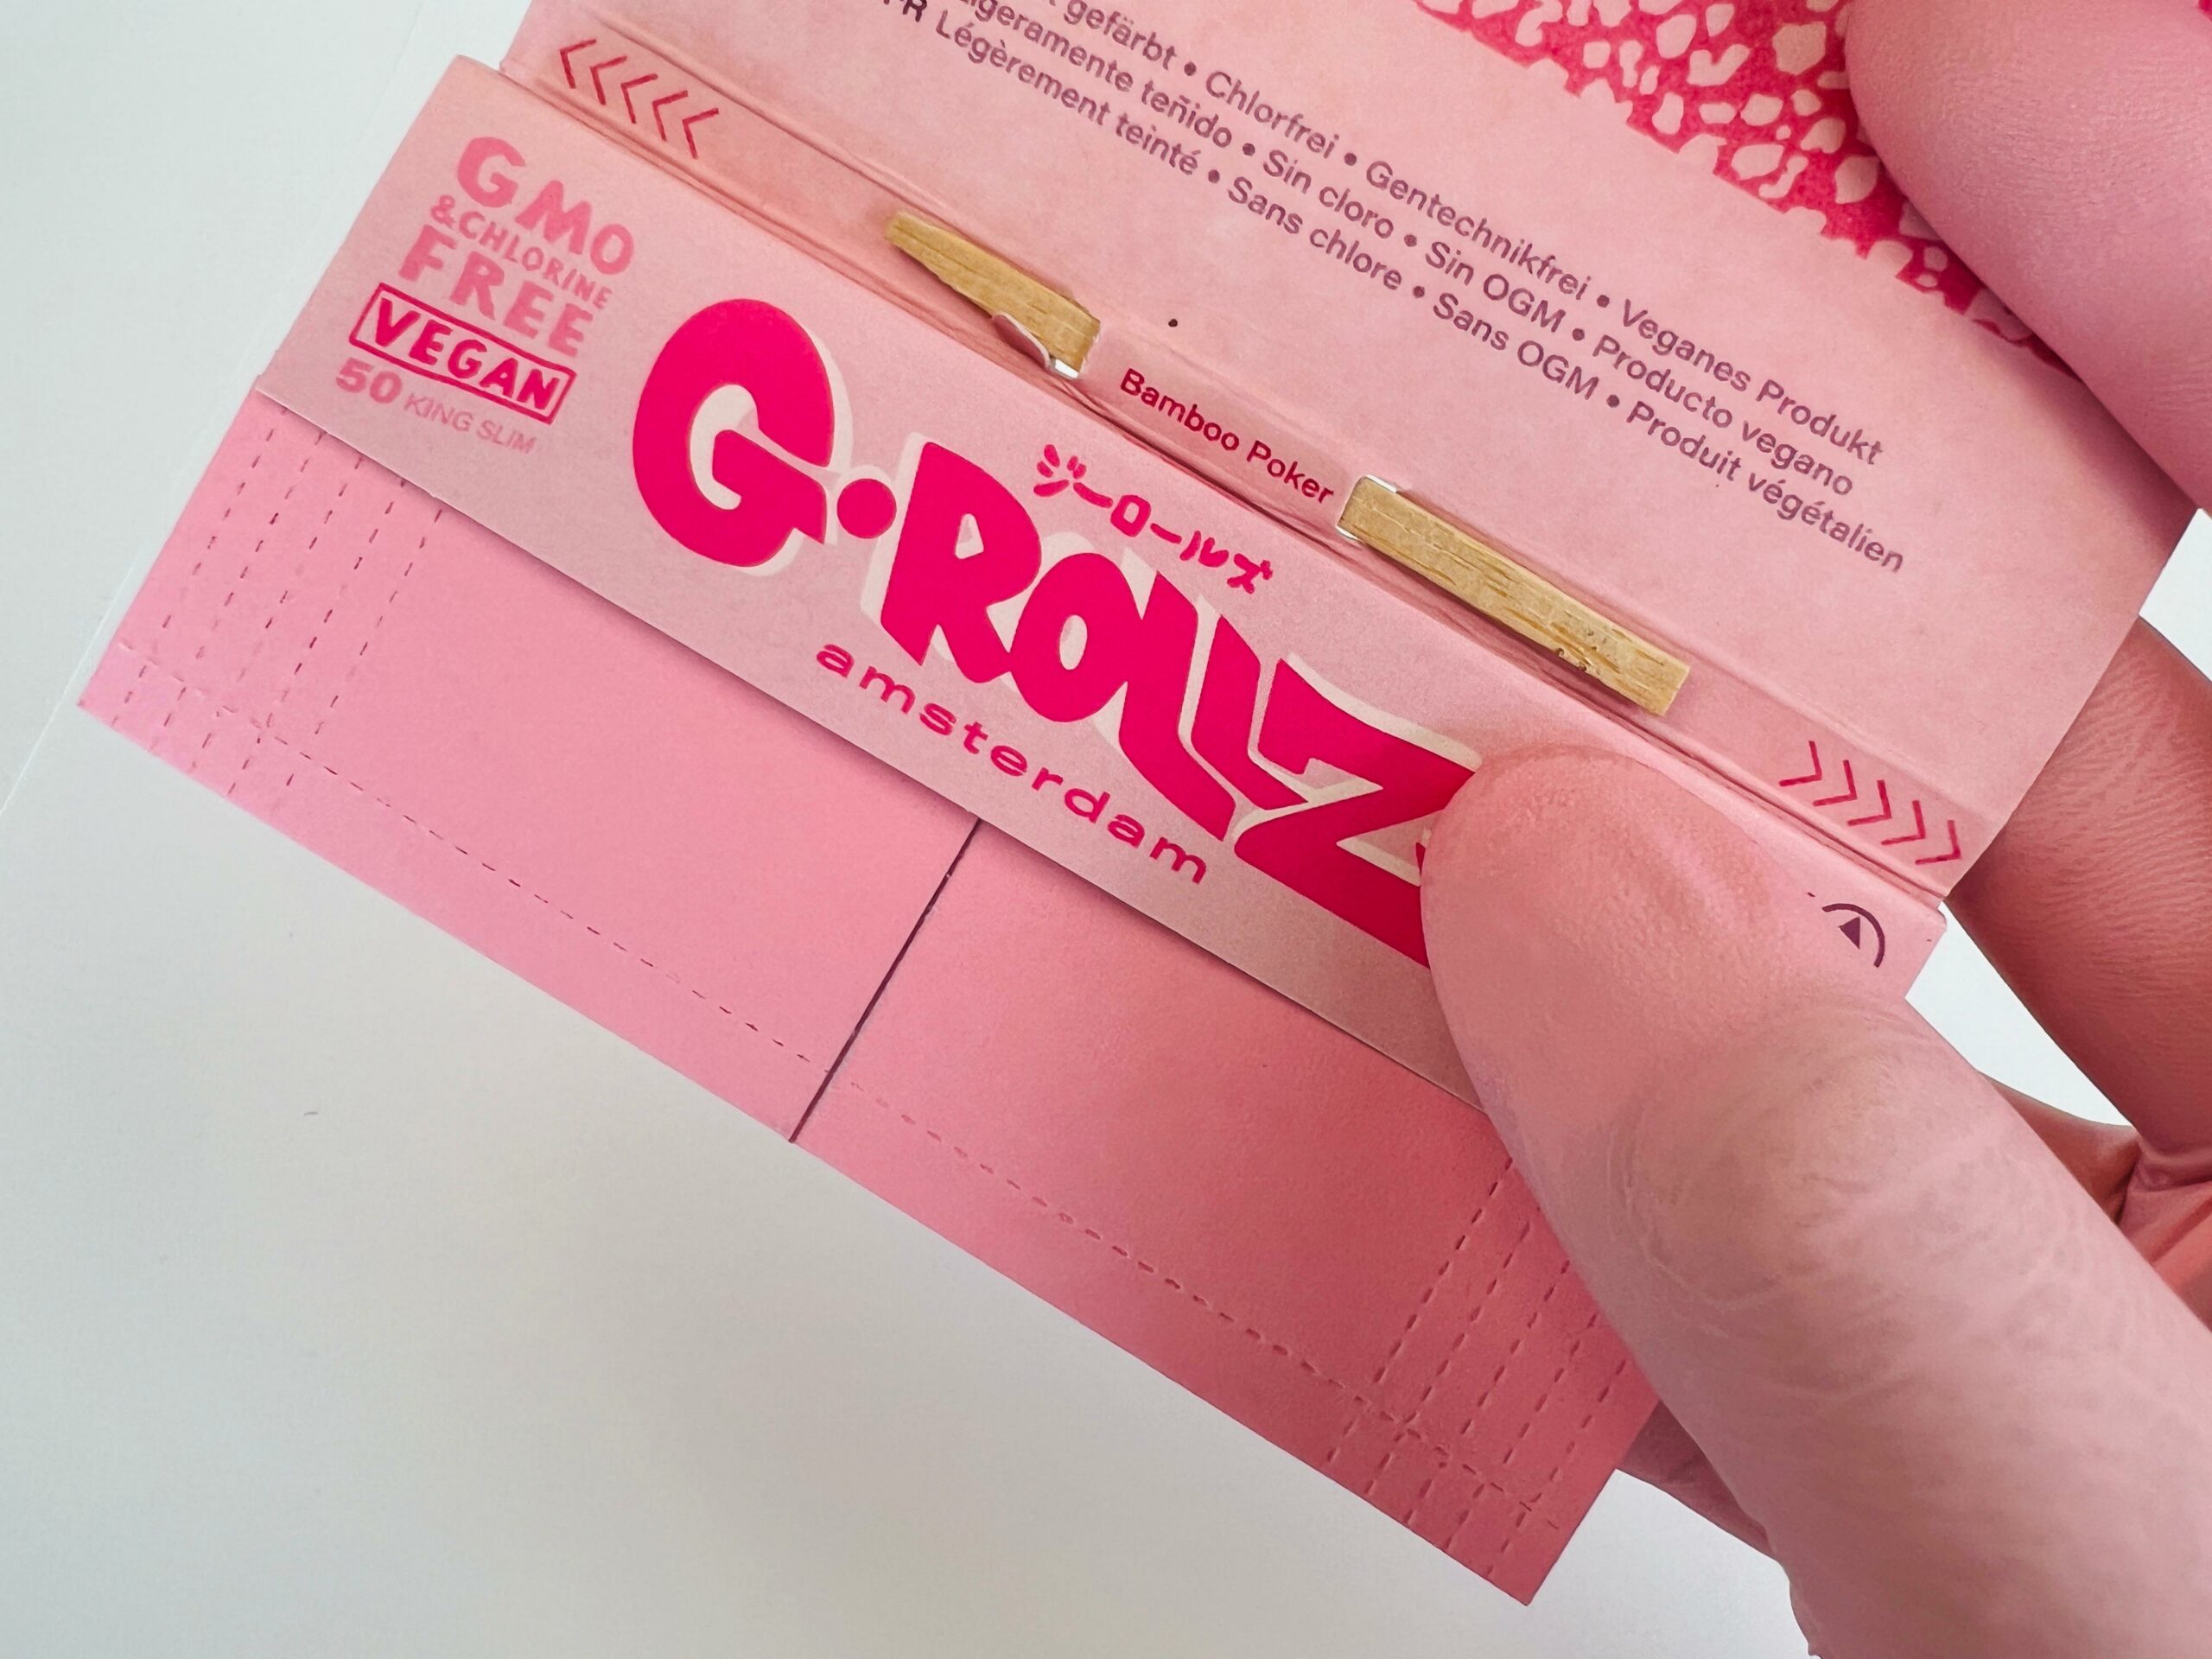 gefärbt • Chlorfrei • Gentechnikfrei • Veganes Produkt
teñido • Sin cloro • Sin OGM • Producto vegano
FR Légèrement teinté • Sans chlore • Sans OGM • Produit végétalien
Bamboo Poker
GMO
&CHLORINE
FREE
VEGAN
50 KING SLIM
ジーロールズ
G•ROLLZ
amsterdam